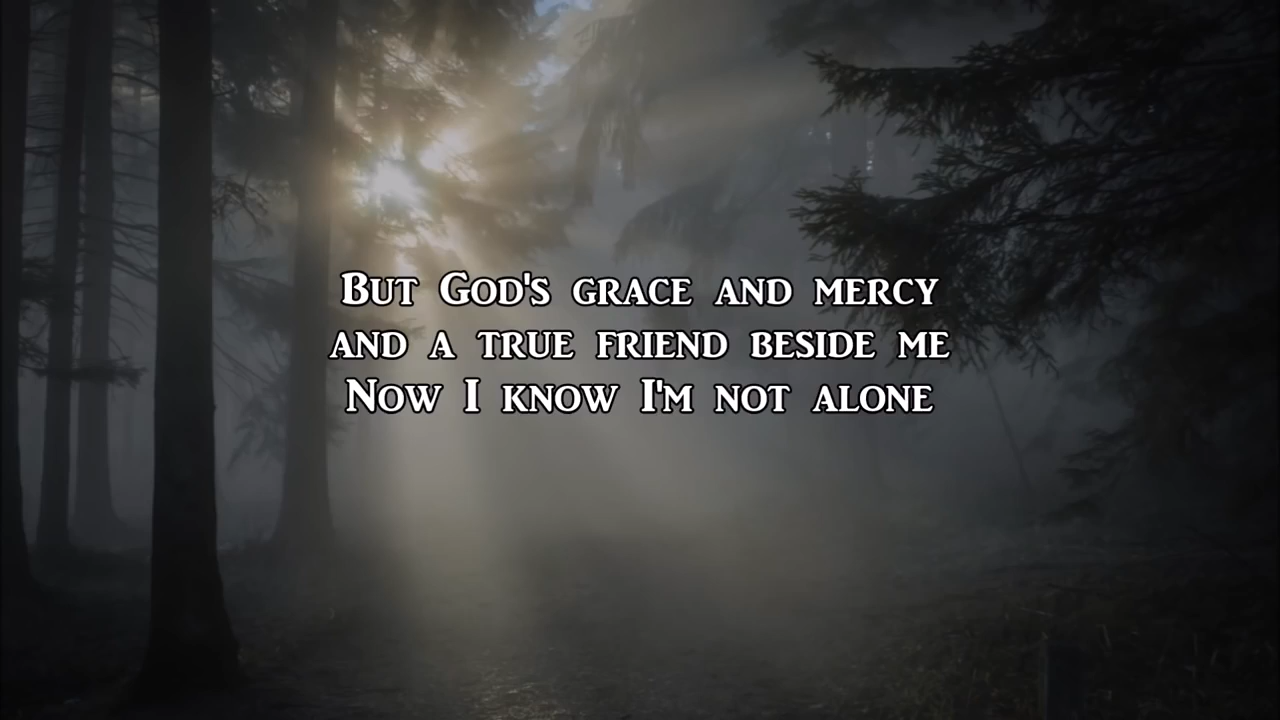 But God's grace and mercy
and a true friend beside me
Now I know I'm not alone